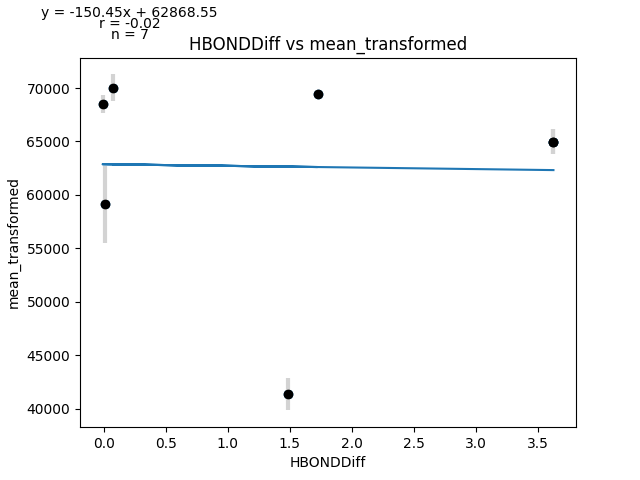 y = -150.45x + 62868.55
r = -0.02
n = 7
HBONDDiff vs mean_transformed
70000
65000
60000
55000
50000
45000
40000
mean_transformed
0.0 0.5 1.0 1.5 2.0 2.5 3.0 3.5
HBONDDiff